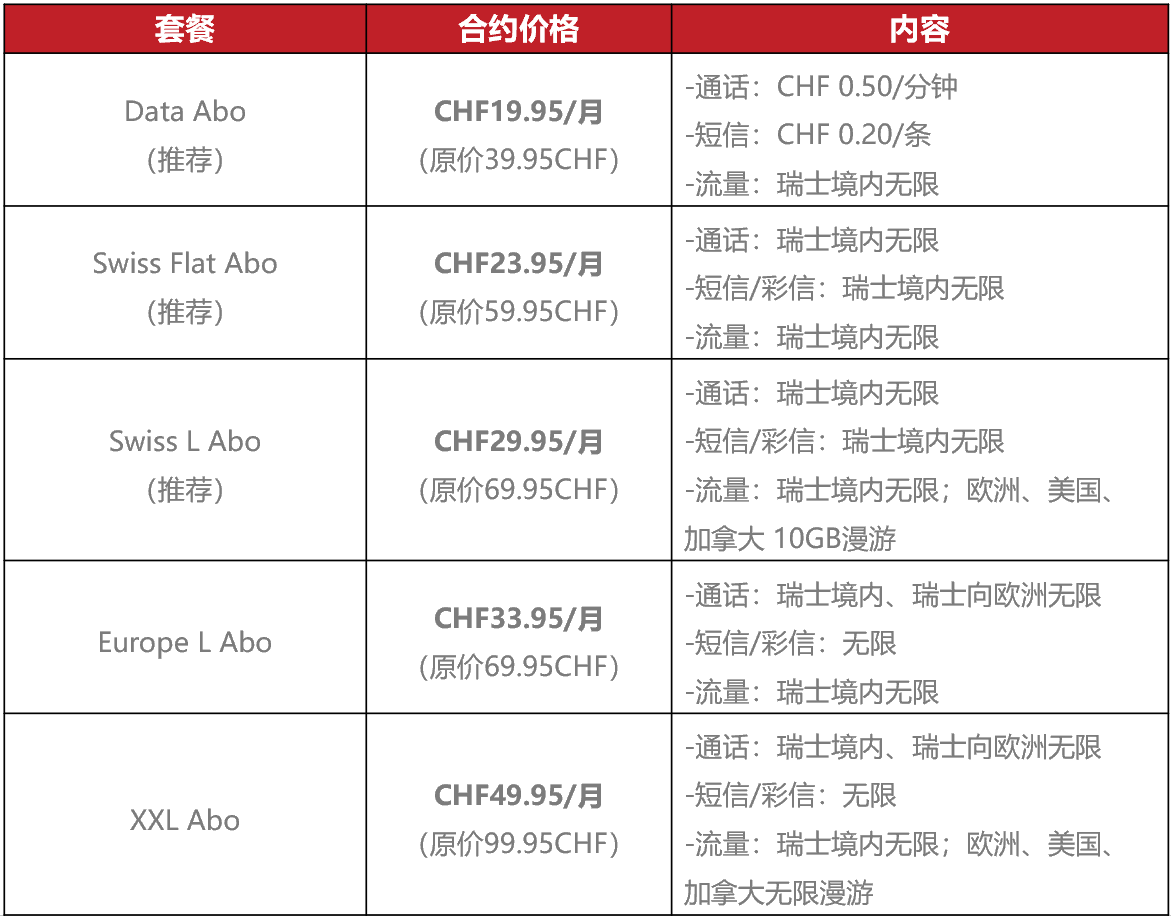 套餐 合约价格 内容
Data Abo
(推荐)
CHF19.95/月
(原价39.95CHF)
-通话：CHF 0.50/分钟
-短信：CHF 0.20/条
-流量：瑞士境内无限
Swiss Flat Abo
(推荐)
CHF23.95/月
(原价59.95CHF)
-通话：瑞士境内无限
-短信/彩信：瑞士境内无限
-流量：瑞士境内无限
Swiss L Abo
(推荐)
CHF29.95/月
(原价69.95CHF)
-通话：瑞士境内无限
-短信/彩信：瑞士境内无限
-流量：瑞士境内无限；欧洲、美国、
加拿大 10GB漫游
Europe L Abo
CHF33.95/月
(原价69.95CHF)
-通话：瑞士境内、瑞士向欧洲无限
-短信/彩信：无限
-流量：瑞士境内无限
XXL Abo
CHF49.95/月
(原价99.95CHF)
-通话：瑞士境内、瑞士向欧洲无限
-短信/彩信：无限
-流量：瑞士境内无限；欧洲、美国、
加拿大无限漫游